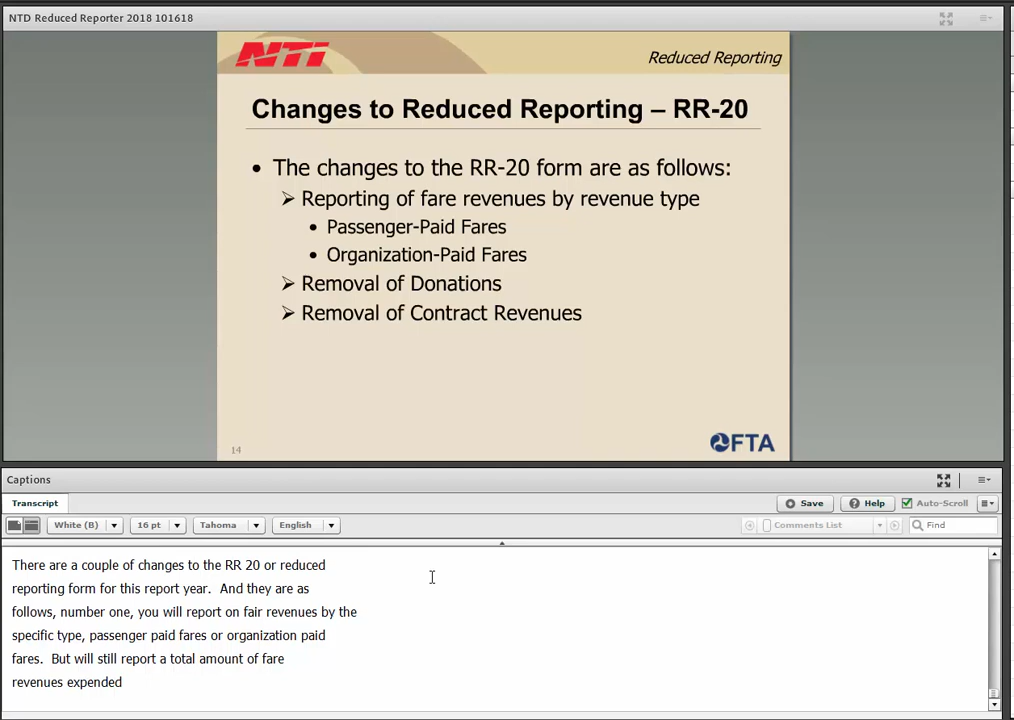 NTD Reduced Reporter 2018 101618
NTI
Reduced Reporting
Changes to Reduced Reporting – RR-20
• The changes to the RR-20 form are as follows:
➢ Reporting of fare revenues by revenue type
• Passenger-Paid Fares
• Organization-Paid Fares
➢ Removal of Donations
➢ Removal of Contract Revenues
14
FTA
Captions
Transcript
Save
Help
Auto-Scroll
White (B)
16 pt
Tahoma
English
Comments List
Find
There are a couple of changes to the RR 20 or reduced
reporting form for this report year. And they are as
follows, number one, you will report on fair revenues by the
specific type, passenger paid fares or organization paid
fares. But will still report a total amount of fare
revenues expended